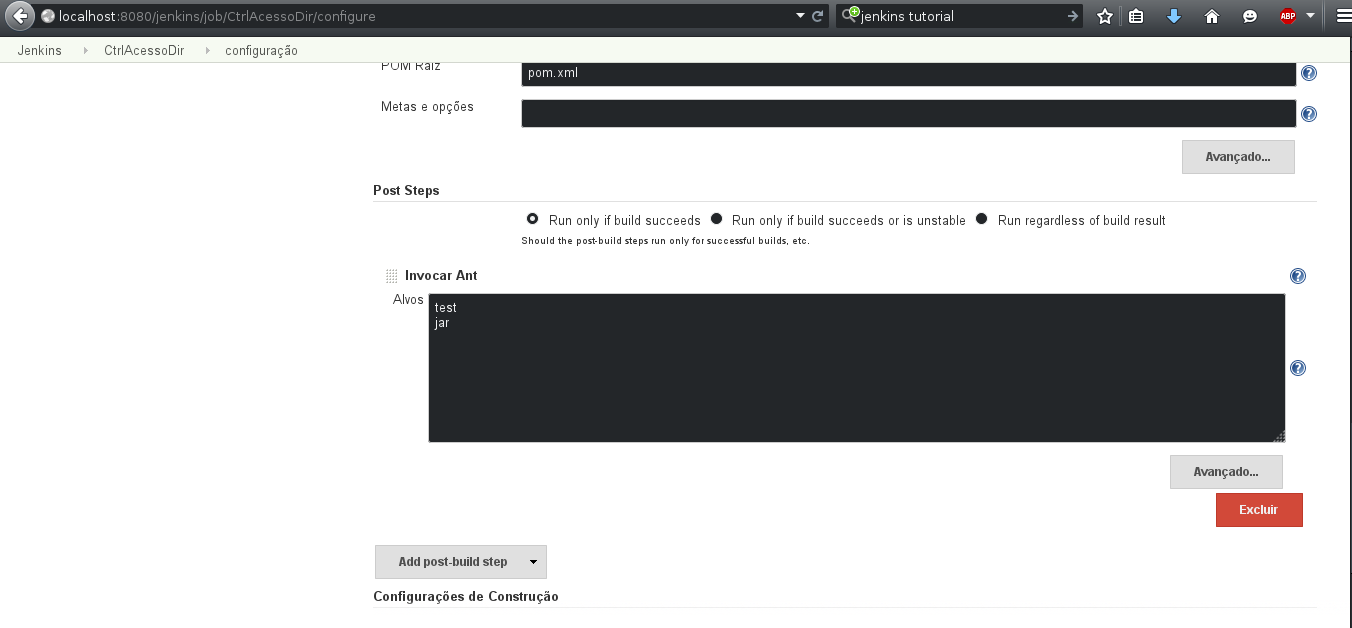 localhost:8080/jenkins/job/CtrlAcessoDir/configure
jenkins tutorial
ABP
Jenkins CtrlAcessoDir configuração
POM Raiz
pom.xml
Metas e opções
Avançado...
Post Steps
Run only if build succeeds Run only if build succeeds or is unstable Run regardless of build result
Should the post-build steps run only for successful builds, etc.
Invocar Ant
Alvos
test
jar
Avançado...
Excluir
Add post-build step
Configurações de Construção